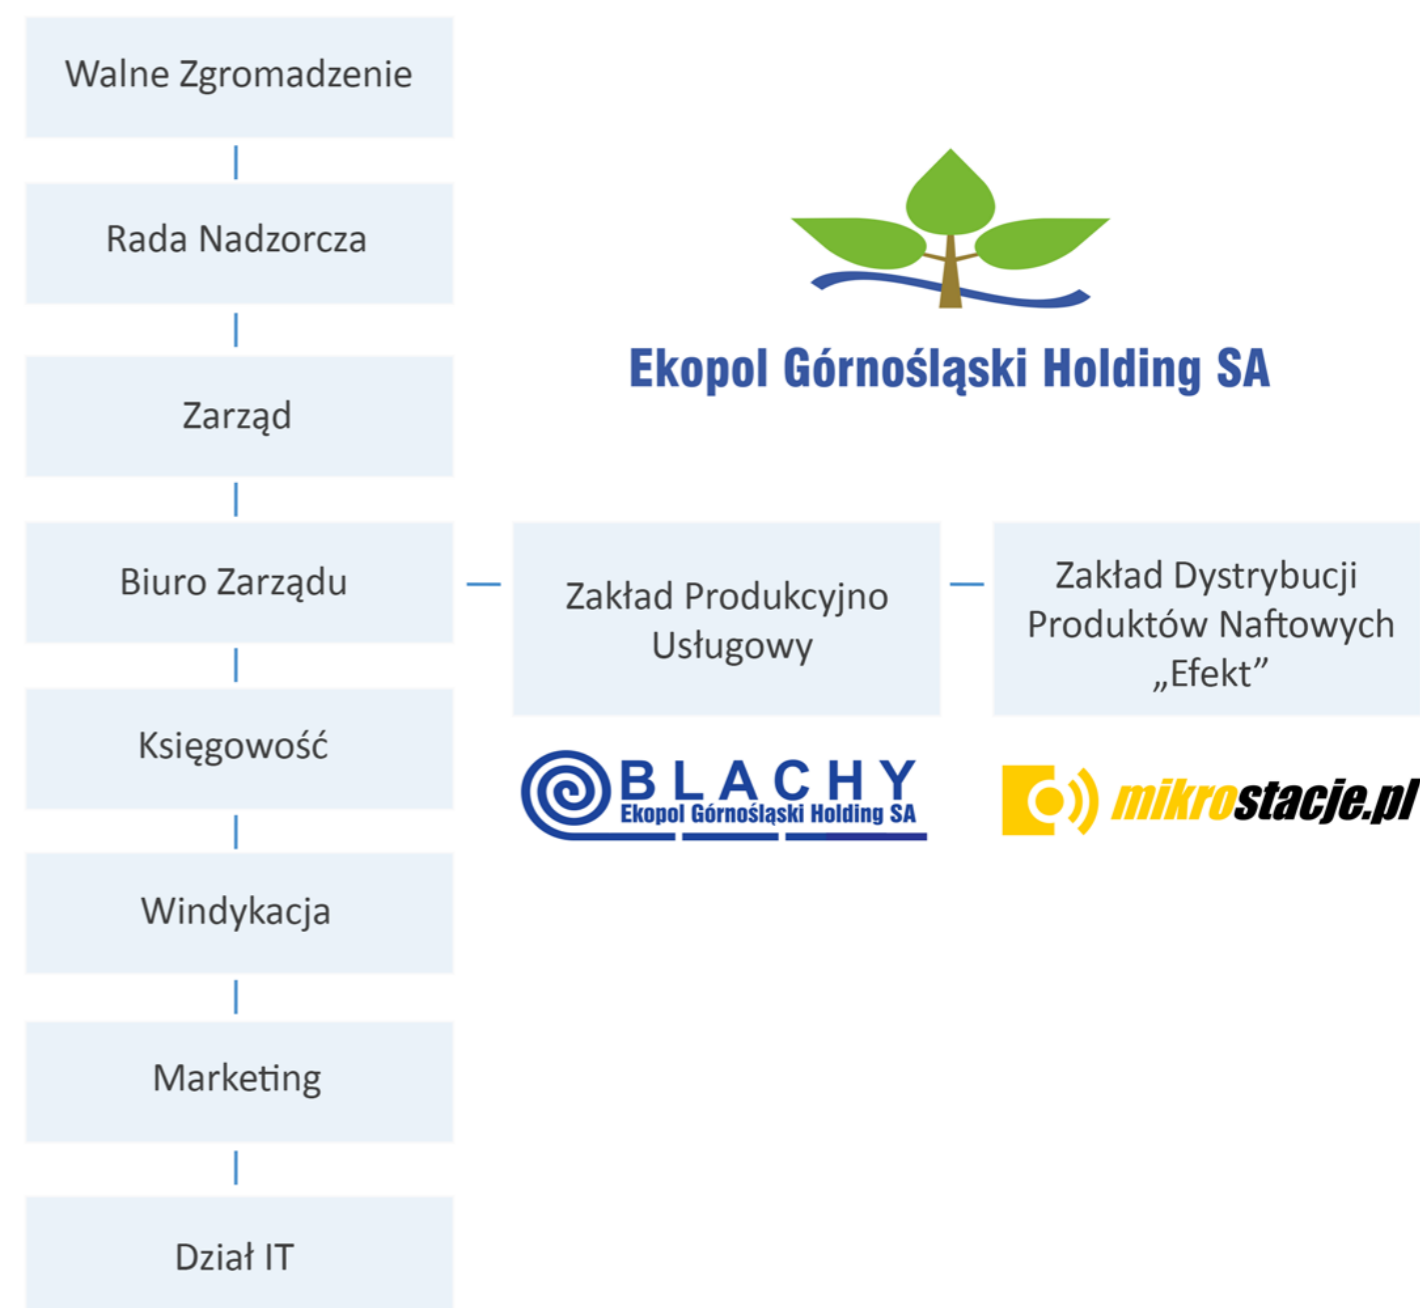 Walne Zgromadzenie
Rada Nadzorcza
Ekopol Górnośląski Holding SA
Zarząd
Biuro Zarządu
Zakład Produkcyjno
Usługowy
Zakład Dystrybucji
Produktów Naftowych
„Efekt”
Księgowość
BLACHY
Ekopol Górnośląski Holding SA
mikrostacje.pl
Windykacja
Marketing
Dział IT